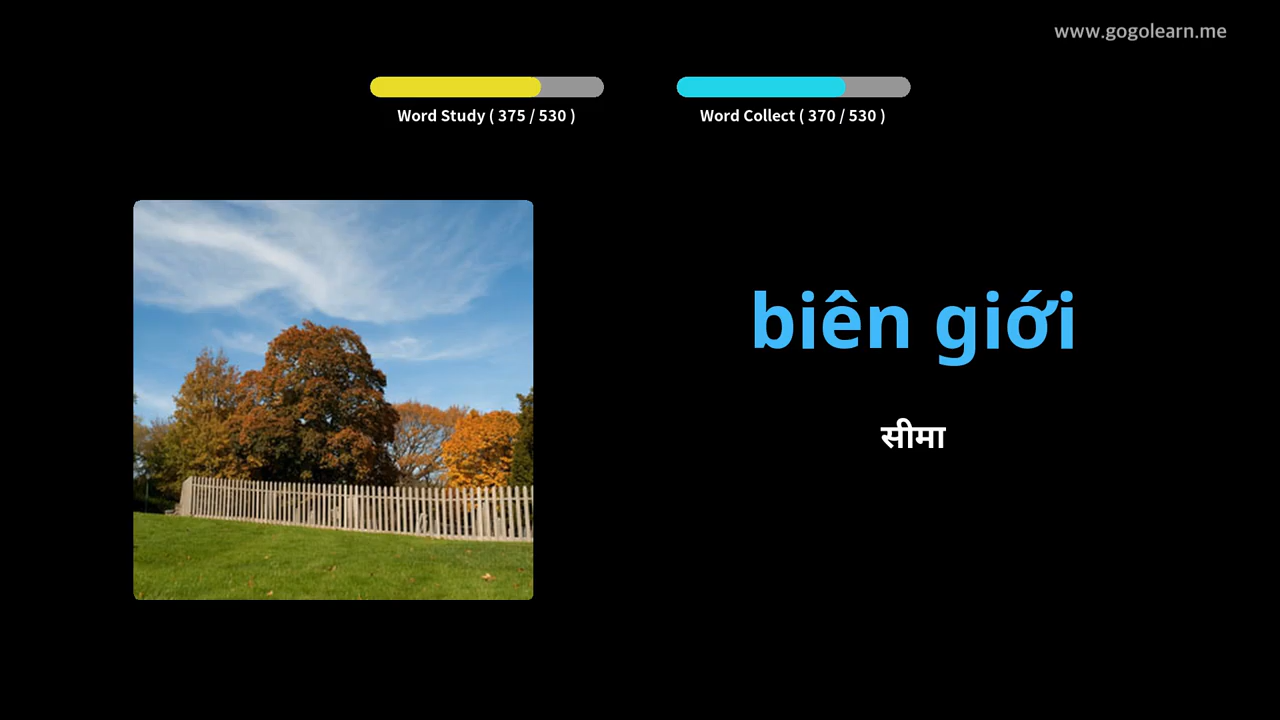 www.gogolearn.me
Word Study ( 375 / 530 )
Word Collect ( 370 / 530 )
biên giới
सीमा